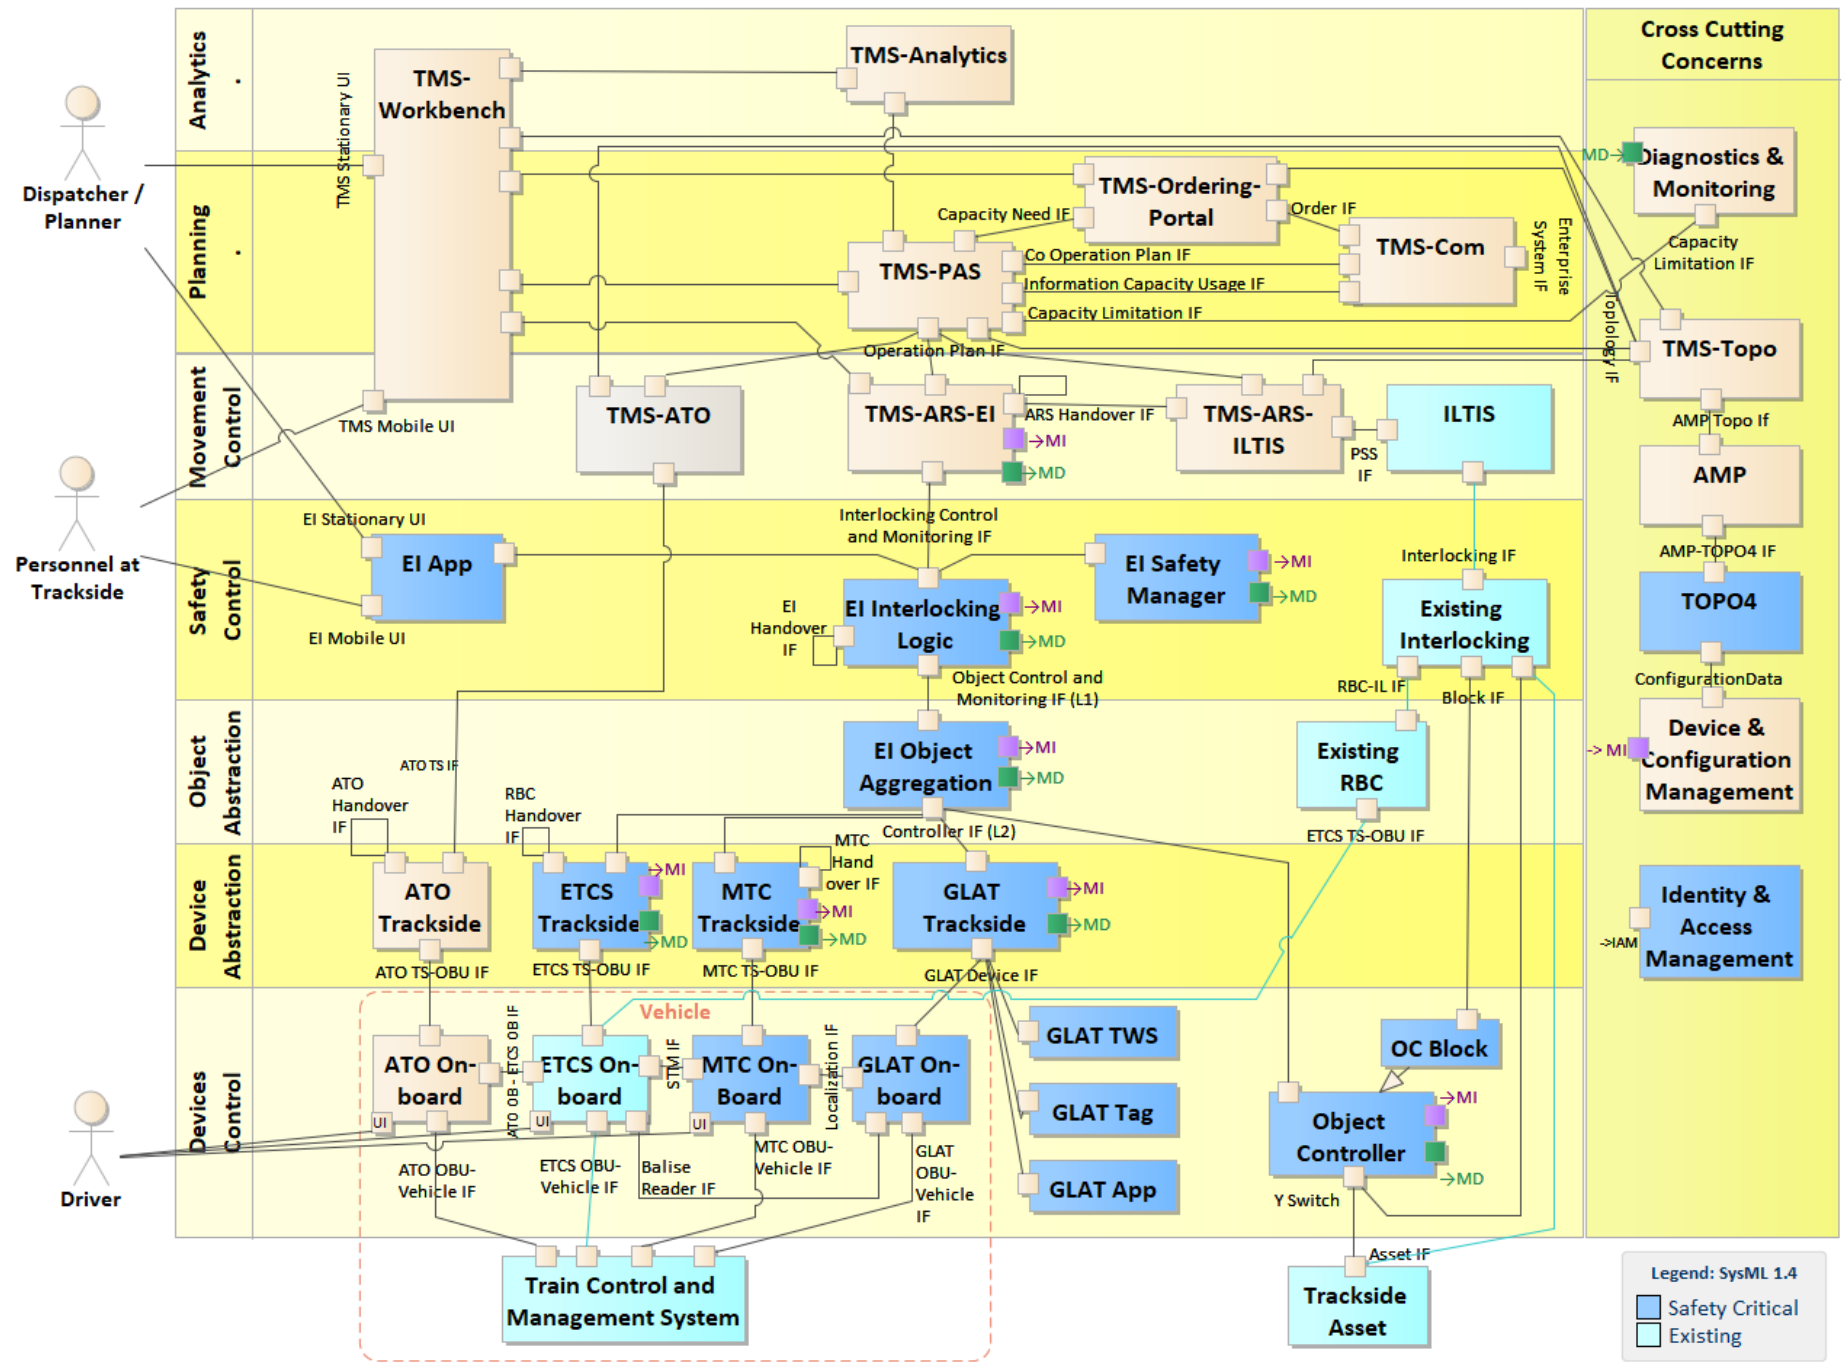 Cross Cutting
Concerns
Analytics
.
TMS-
Workbench
TMS Stationary UI
TMS-Analytics
Dispatcher /
Planner
Planning
.
MD→
Diagnostics &
Monitoring
TMS-Ordering-
Portal
Capacity Need IF
Order IF
TMS-Com
Enterprise
System IF
Capacity
Limitation IF
TMS-PAS
Co Operation Plan IF
Information Capacity Usage IF
Capacity Limitation IF
Operation Plan IF
Toplology IF
TMS-Topo
Movement
Control
TMS Mobile UI
TMS-ATO
TMS-ARS-EI
→MI
→MD
ARS Handover IF
TMS-ARS-
ILTIS
PSS
IF
ILTIS
AMP Topo If
AMP
Personnel at
Trackside
Safety
Control
EI Stationary UI
EI App
EI Mobile UI
Interlocking Control
and Monitoring IF
EI Safety
Manager
→MI
→MD
EI
Handover
IF
EI Interlocking
Logic
→MI
→MD
Interlocking IF
Existing
Interlocking
RBC-IL IF
Block IF
AMP-TOPO4 IF
TOPO4
ConfigurationData
Object Control and
Monitoring IF (L1)
Object
Abstraction
ATO TS IF
EI Object
Aggregation
→MI
→MD
Existing
RBC
ETCS TS-OBU IF
-> MI
Device &
Configuration
Management
ATO
Handover
IF
RBC
Handover
IF
Controller IF (L2)
MTC
Hand
over IF
Device
Abstraction
ATO
Trackside
ETCS
Trackside
→MI
→MD
MTC
Trackside
→MI
→MD
GLAT
Trackside
→MI
→MD
Identity &
Access
Management
->IAM
ATO TS-OBU IF
ETCS TS-OBU IF
MTC TS-OBU IF
GLAT Device IF
Devices
Control
Vehicle
ATO On-
board
UI
ATO OB - ETCS OB IF
ETCS On-
board
UI
STM IF
MTC On-
Board
UI
Localization IF
GLAT On-
board
GLAT TWS
GLAT Tag
GLAT App
OC Block
Object
Controller
→MI
→MD
Driver
ATO OBU-
Vehicle IF
ETCS OBU-
Vehicle IF
Balise
Reader IF
MTC OBU-
Vehicle IF
GLAT
OBU-
Vehicle
IF
Y Switch
Asset IF
Train Control and
Management System
Trackside
Asset
Legend: SysML 1.4
Safety Critical
Existing